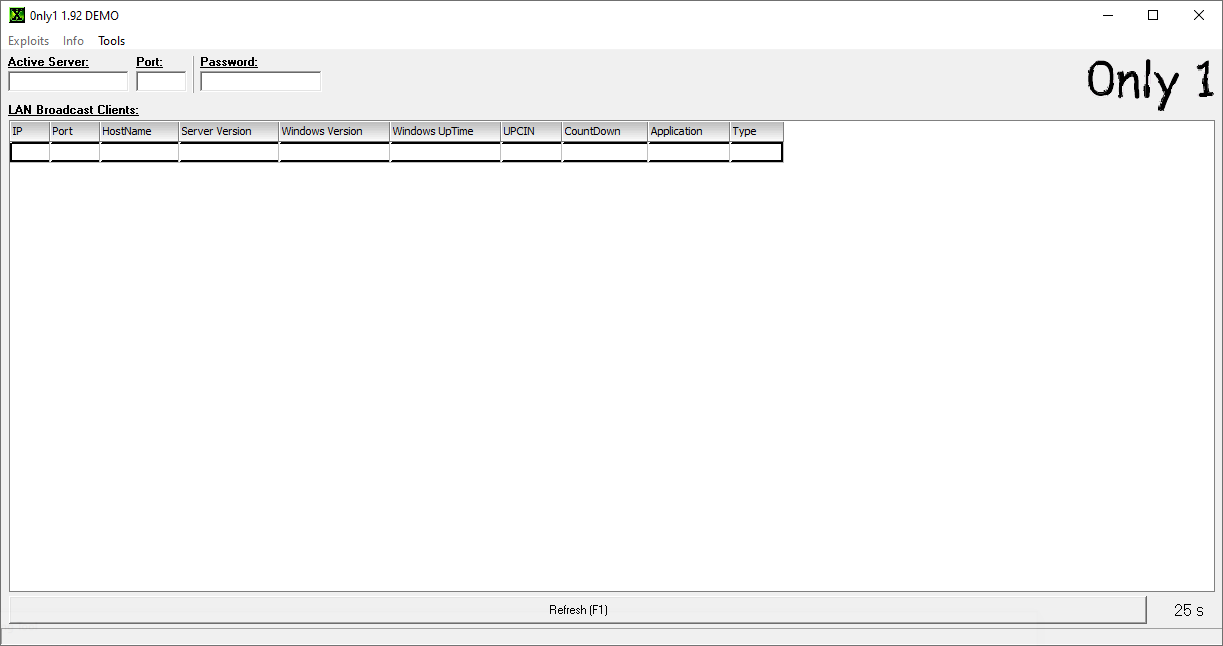 0nly1 1.92 DEMO
Exploits Info Tools
Active Server: Port: Password:
Only 1
LAN Broadcast Clients:
IP Port HostName Server Version Windows Version Windows UpTime UPCIN CountDown Application Type
Refresh (F1)
25 s